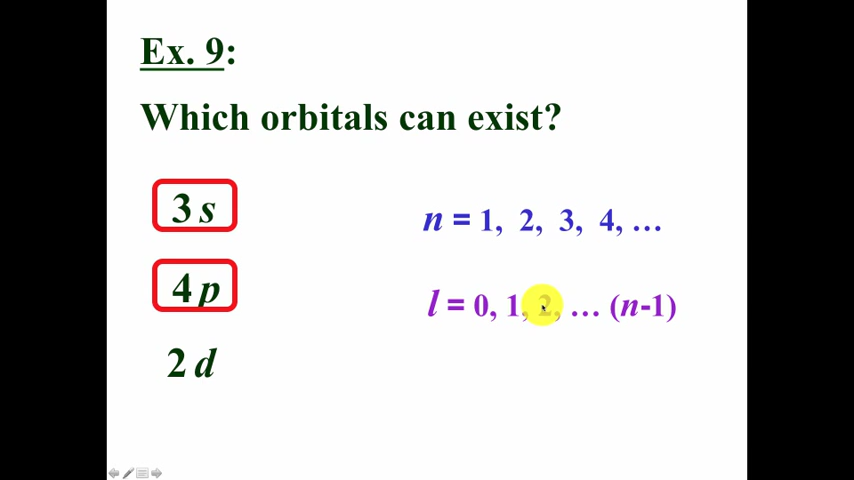 Ex. 9:
Which orbitals can exist?
3 s
n = 1, 2, 3, 4, …
4 p
l = 0, 1, 2, … (n-1)
2 d